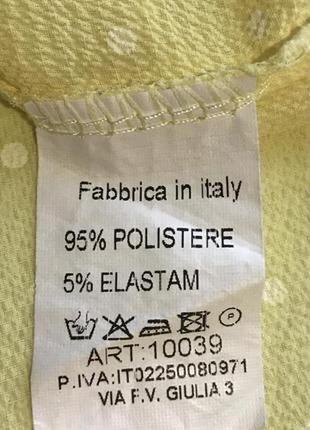 Fabbrica in italy
95% POLISTERE
5% ELASTAM
P
ART:10039
P.IVA:IT02250080971
VIA F.V. GIULIA 3